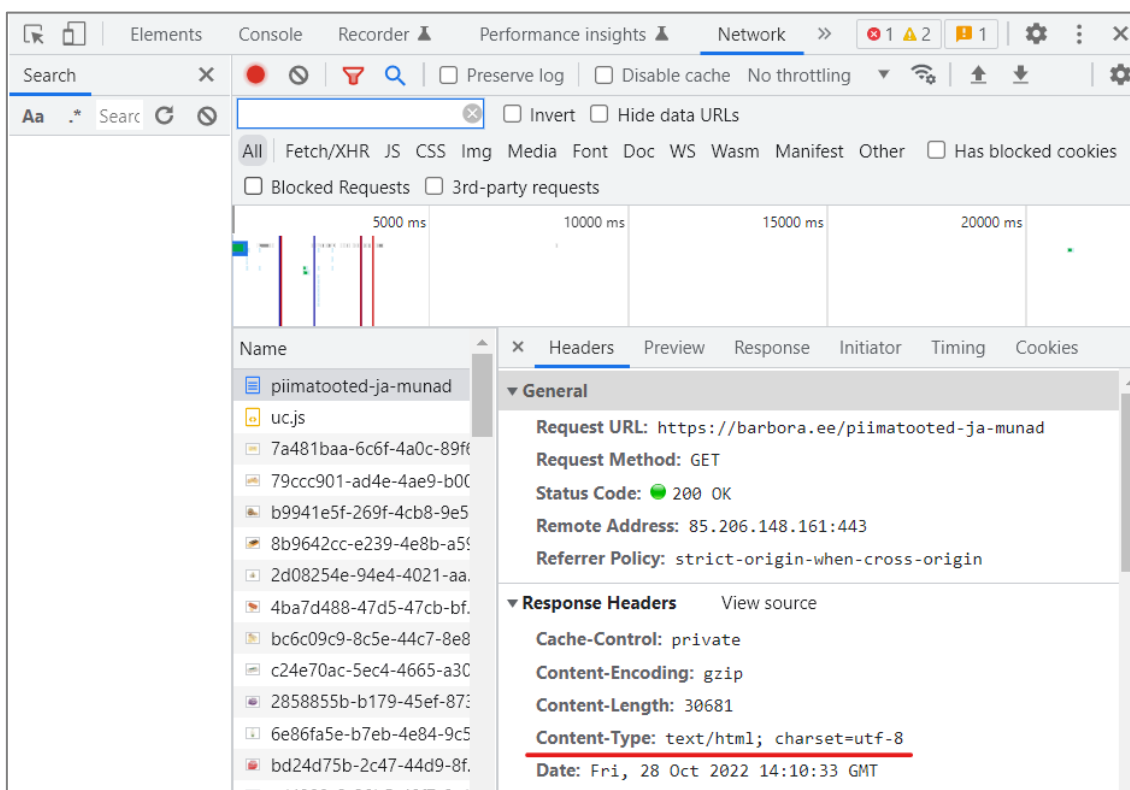 Elements Console Recorder Performance insights Network 1 2 1
Search
Preserve log Disable cache No throttling
Aa .* Searc
Invert Hide data URLs
All Fetch/XHR JS CSS Img Media Font Doc WS Wasm Manifest Other Has blocked cookies
Blocked Requests 3rd-party requests
5000 ms 10000 ms 15000 ms 20000 ms
Name
piimatooted-ja-munad
uc.js
7a481baa-6c6f-4a0c-89f6
79ccc901-ad4e-4ae9-b00
b9941e5f-269f-4cb8-9e5
8b9642cc-e239-4e8b-a59
2d08254e-94e4-4021-aa.
4ba7d488-47d5-47cb-bf.
bc6c09c9-8c5e-44c7-8e8
c24e70ac-5ec4-4665-a30
2858855b-b179-45ef-873
6e86fa5e-b7eb-4e84-9c5
bd24d75b-2c47-44d9-8f.
Headers Preview Response Initiator Timing Cookies
General
Request URL: https://barbora.ee/piimatooted-ja-munad
Request Method: GET
Status Code: 200 OK
Remote Address: 85.206.148.161:443
Referrer Policy: strict-origin-when-cross-origin
Response Headers View source
Cache-Control: private
Content-Encoding: gzip
Content-Length: 30681
Content-Type: text/html; charset=utf-8
Date: Fri, 28 Oct 2022 14:10:33 GMT